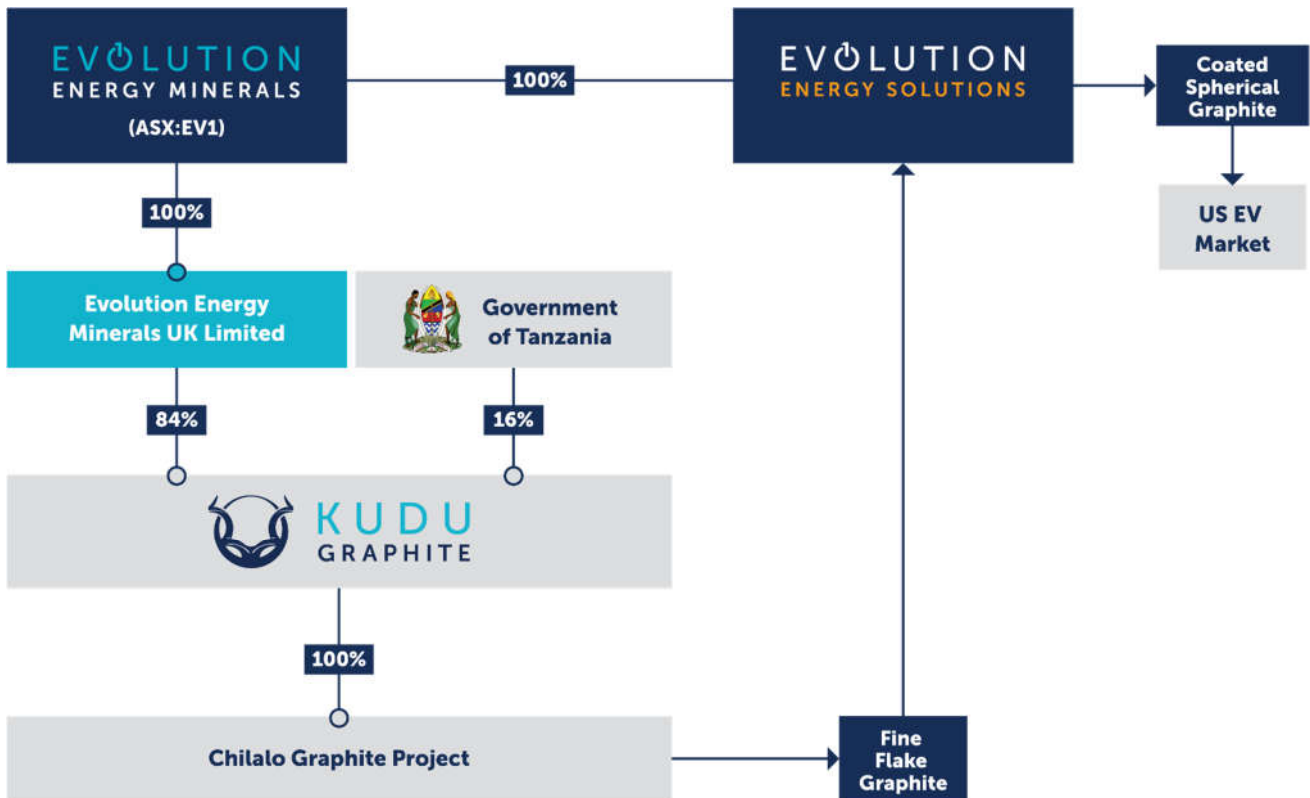 EVOLUTION
ENERGY MINERALS
(ASX:EV1)
100%
EVOLUTION
ENERGY SOLUTIONS
Coated
Spherical
Graphite
US EV
Market
100%
Evolution Energy
Minerals UK Limited
Government
of Tanzania
84%
16%
KUDU
GRAPHITE
100%
Chilalo Graphite Project
Fine
Flake
Graphite